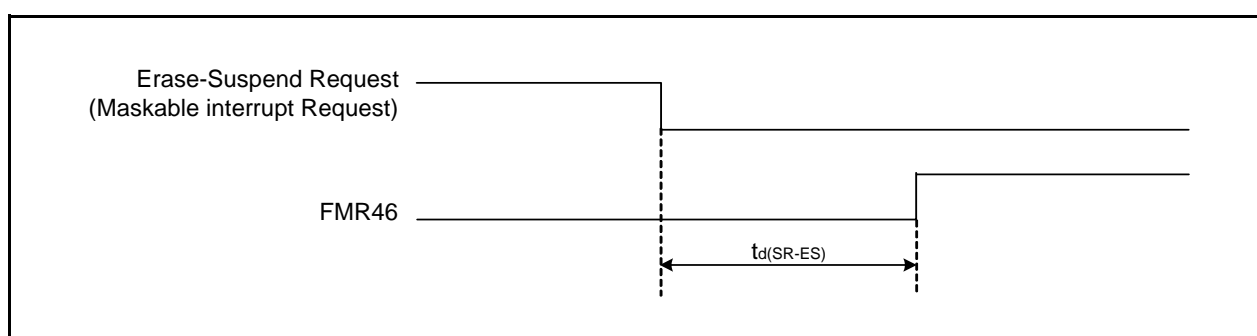 Erase-Suspend Request
(Maskable interrupt Request)
FMR46
td(SR-ES)